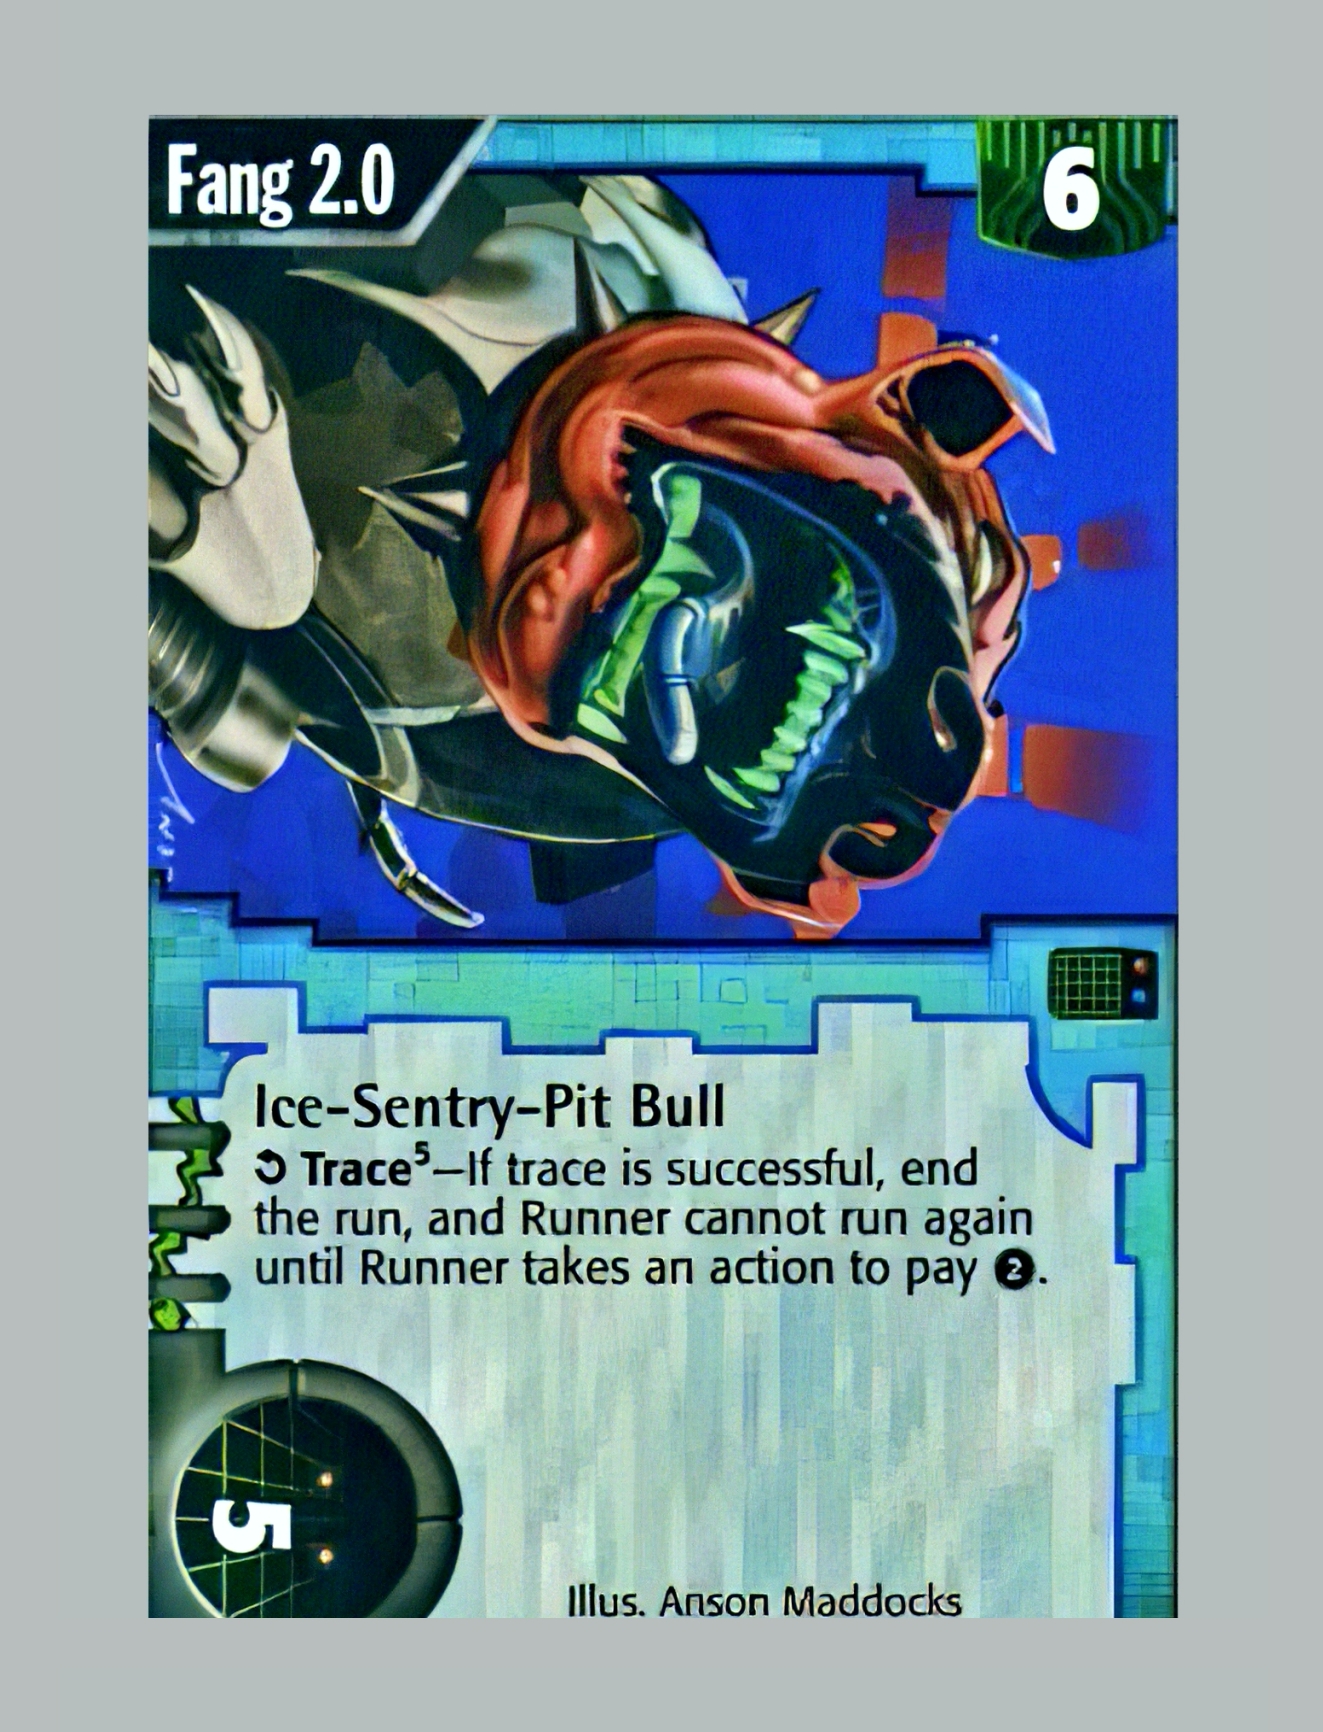 Fang 2.0
6
Ice-Sentry-Pit Bull
Trace⁵—If trace is successful, end
the run, and Runner cannot run again
until Runner takes an action to pay 2.
5
Illus. Anson Maddocks